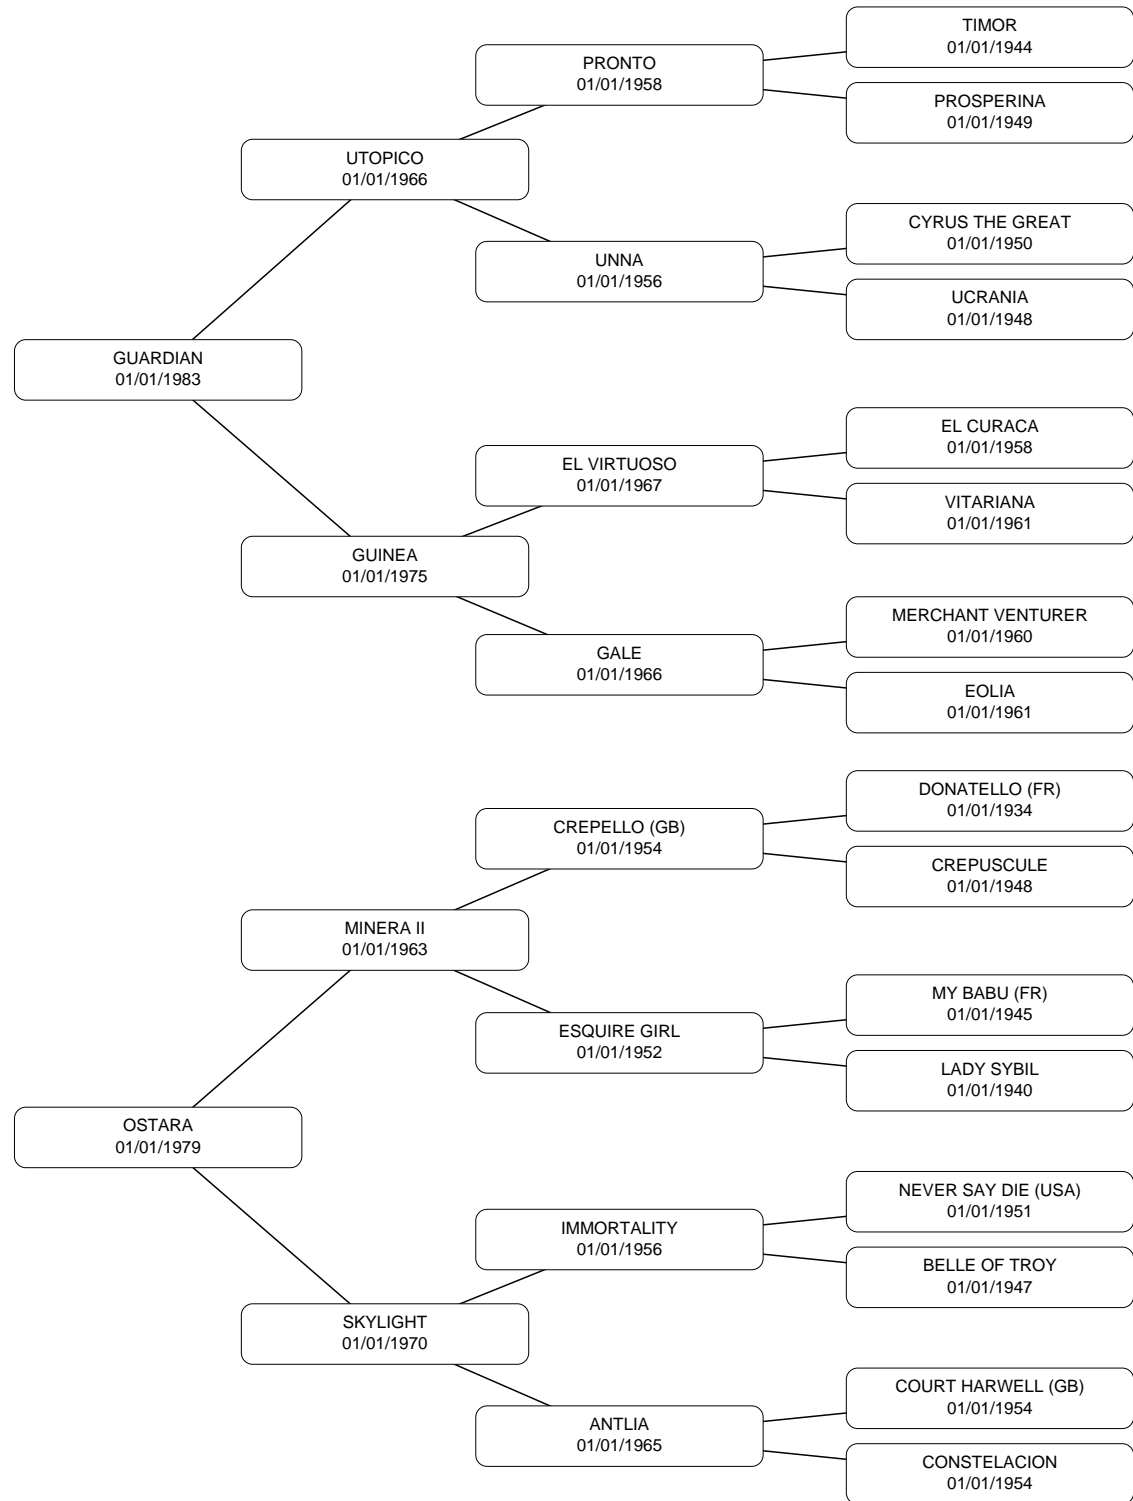 TIMOR
01/01/1944
PRONTO
01/01/1958
PROSPERINA
01/01/1949
UTOPICO
01/01/1966
CYRUS THE GREAT
01/01/1950
UNNA
01/01/1956
UCRANIA
01/01/1948
GUARDIAN
01/01/1983
EL CURACA
01/01/1958
EL VIRTUOSO
01/01/1967
VITARIANA
01/01/1961
GUINEA
01/01/1975
MERCHANT VENTURER
01/01/1960
GALE
01/01/1966
EOLIA
01/01/1961
DONATELLO (FR)
01/01/1934
CREPELLO (GB)
01/01/1954
CREPUSCULE
01/01/1948
MINERA II
01/01/1963
MY BABU (FR)
01/01/1945
ESQUIRE GIRL
01/01/1952
LADY SYBIL
01/01/1940
OSTARA
01/01/1979
NEVER SAY DIE (USA)
01/01/1951
IMMORTALITY
01/01/1956
BELLE OF TROY
01/01/1947
SKYLIGHT
01/01/1970
COURT HARWELL (GB)
01/01/1954
ANTLIA
01/01/1965
CONSTELACION
01/01/1954